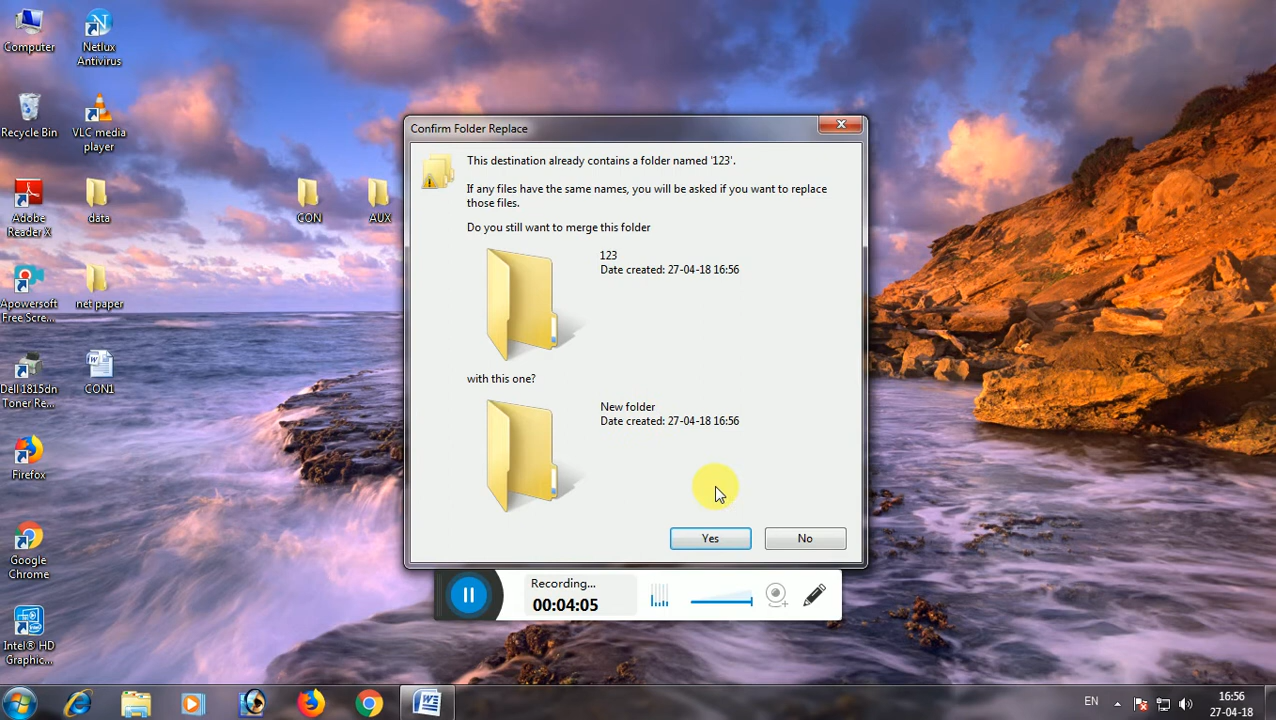 Computer
Netlux
Antivirus
Recycle Bin
VLC media
player
Adobe
Reader X
data
CON
AUX
Apowersoft
Free Scre...
net paper
Dell 1815dn
Toner Re...
CON1
Firefox
Google
Chrome
Intel® HD
Graphic...
Confirm Folder Replace
This destination already contains a folder named '123'.
If any files have the same names, you will be asked if you want to replace
those files.
Do you still want to merge this folder
123
Date created: 27-04-18 16:56
with this one?
New folder
Date created: 27-04-18 16:56
Yes
No
Recording...
00:04:05
EN
16:56
27-04-18